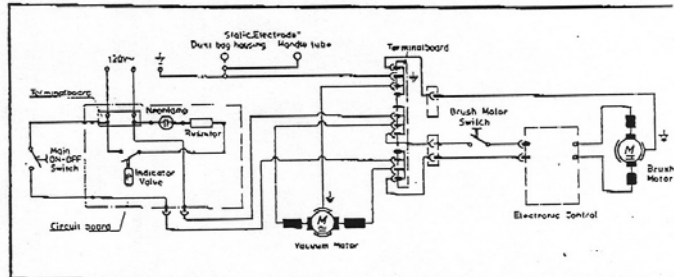 "Static Electrode"
Dust bag housing Handle tube
120V~
Terminalboard
Terminalboard
Neonlamp
Resistor
Brush Motor
Switch
Main
ON-OFF
Switch
Indicator
Valve
M
M
Brush
Motor
Circuit board
Vacuum Motor
Electronic Control